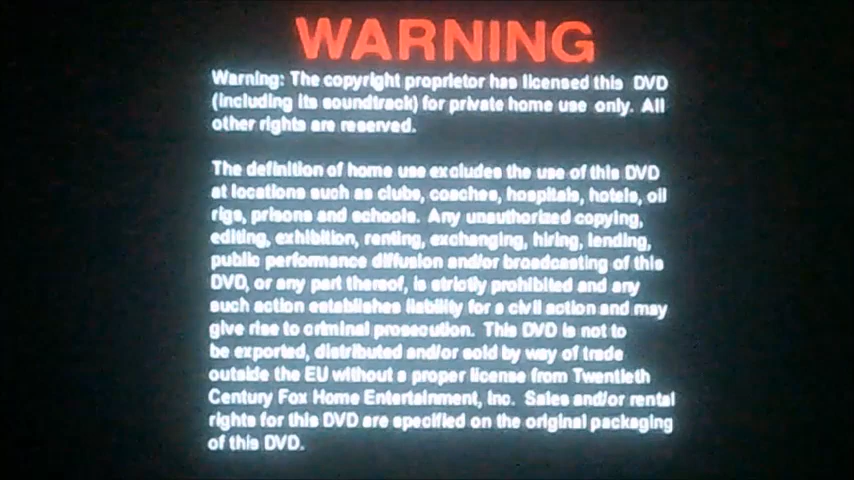 WARNING
Warning: The copyright proprietor has licensed this DVD
(including its soundtrack) for private home use only. All
other rights are reserved.
The definition of home use excludes the use of this DVD
at locations such as clubs, coaches, hospitals, hotels, oil
rigs, prisons and schools. Any unauthorized copying,
editing, exhibition, renting, exchanging, hiring, lending,
public performance diffusion and/or broadcasting of this
DVD, or any part thereof, is strictly prohibited and any
such action establishes liability for a civil action and may
give rise to criminal prosecution. This DVD is not to
be exported, distributed and/or sold by way of trade
outside the EU without a proper license from Twentieth
Century Fox Home Entertainment, Inc. Sales and/or rental
rights for this DVD are specified on the original packaging
of this DVD.